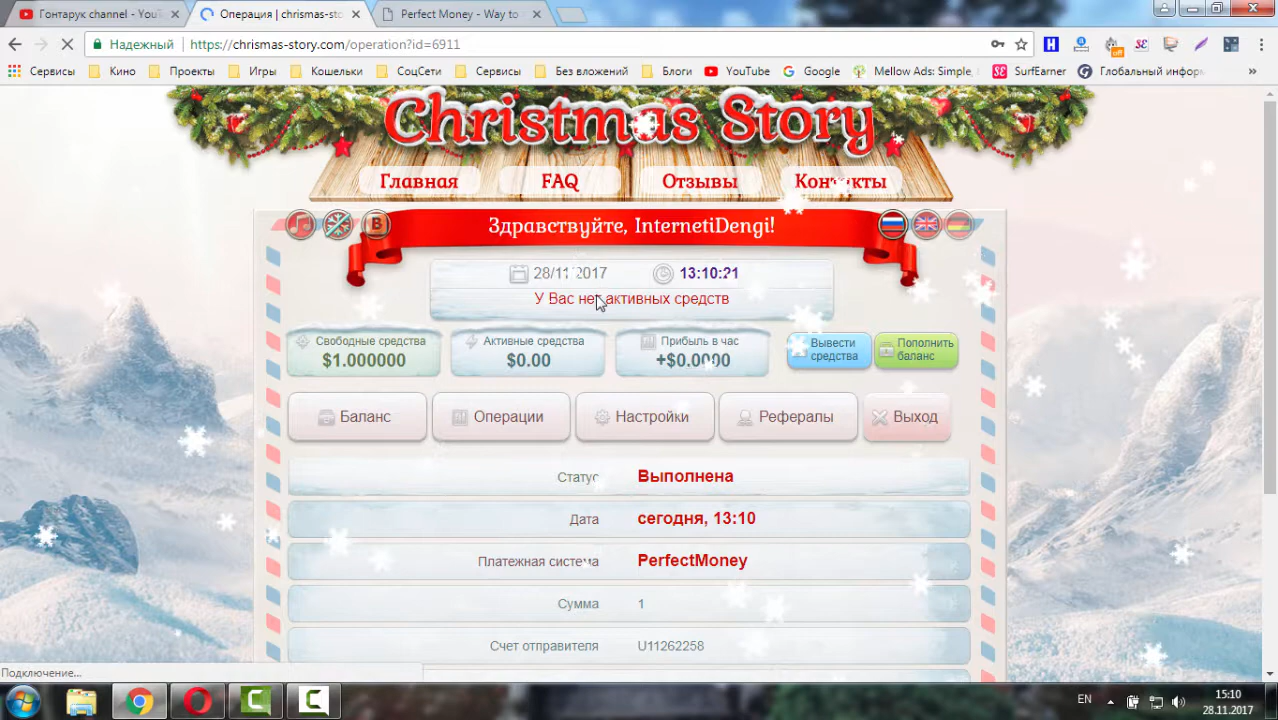 Гонтарук channel - YouT
Операция | chrismas-sto
Perfect Money - Way to
Надежный
https://chrismas-story.com/operation?id=6911
Сервисы
Кино
Проекты
Игры
Кошельки
СоцСети
Сервисы
Без вложений
Блоги
YouTube
Google
Mellow Ads: Simple,
SurfEarner
Глобальный инфор
Christmas Story
Главная
FAQ
Отзывы
Контакты
Здравствуйте, InternetiDengi!
28/11 2017
13:10:21
У Вас нет активных средств
Свободные средства
$1.000000
Активные средства
$0.00
Прибыль в час
+$0.0000
Вывести
средства
Пополнить
баланс
Баланс
Операции
Настройки
Рефералы
Выход
Статус
Выполнена
Дата
сегодня, 13:10
Платежная система
PerfectMoney
Сумма
1
Счет отправителя
U11262258
Подключение...
EN
15:10
28.11.2017